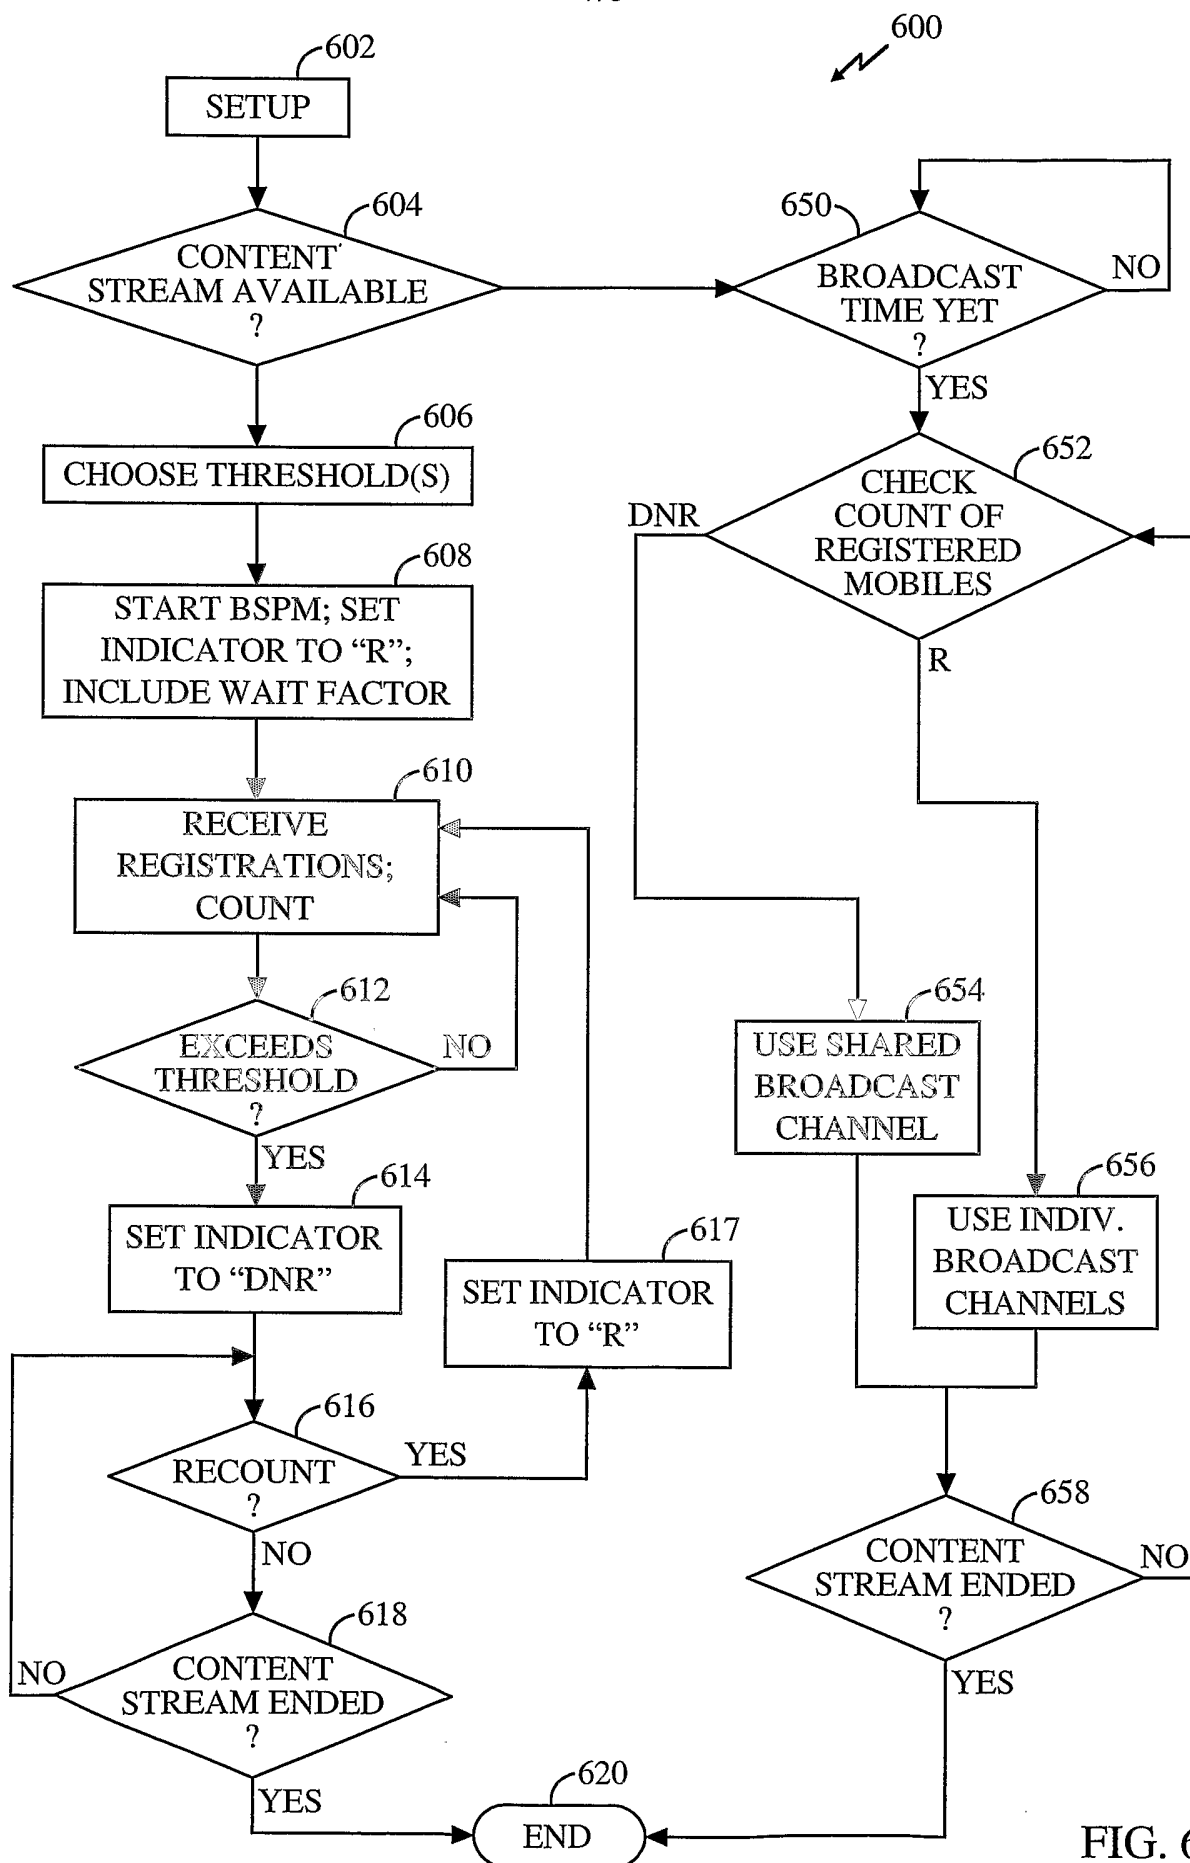 600
602
SETUP
604
CONTENT
STREAM AVAILABLE
?
650
BROADCAST
TIME YET
?
NO
YES
606
CHOOSE THRESHOLD(S)
652
CHECK
COUNT OF
REGISTERED
MOBILES
DNR
R
608
START BSPM; SET
INDICATOR TO “R”;
INCLUDE WAIT FACTOR
610
RECEIVE
REGISTRATIONS;
COUNT
612
EXCEEDS
THRESHOLD
?
NO
YES
654
USE SHARED
BROADCAST
CHANNEL
614
SET INDICATOR
TO “DNR”
617
SET INDICATOR
TO “R”
656
USE INDIV.
BROADCAST
CHANNELS
616
RECOUNT
?
YES
NO
658
CONTENT
STREAM ENDED
?
NO
YES
618
CONTENT
STREAM ENDED
?
NO
YES
620
END
FIG. 6